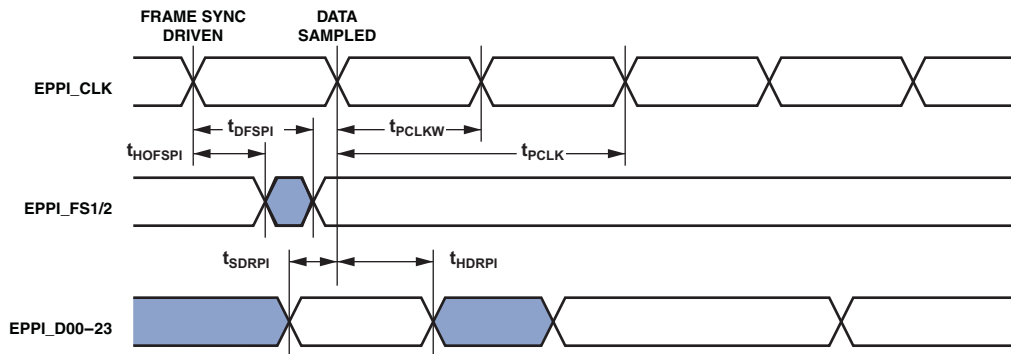 FRAME SYNC
DRIVEN
DATA
SAMPLED
EPPI_CLK
tDFSPI
tPCLKW
tHOFSPI
tPCLK
EPPI_FS1/2
tSDRPI
tHDRPI
EPPI_D00–23